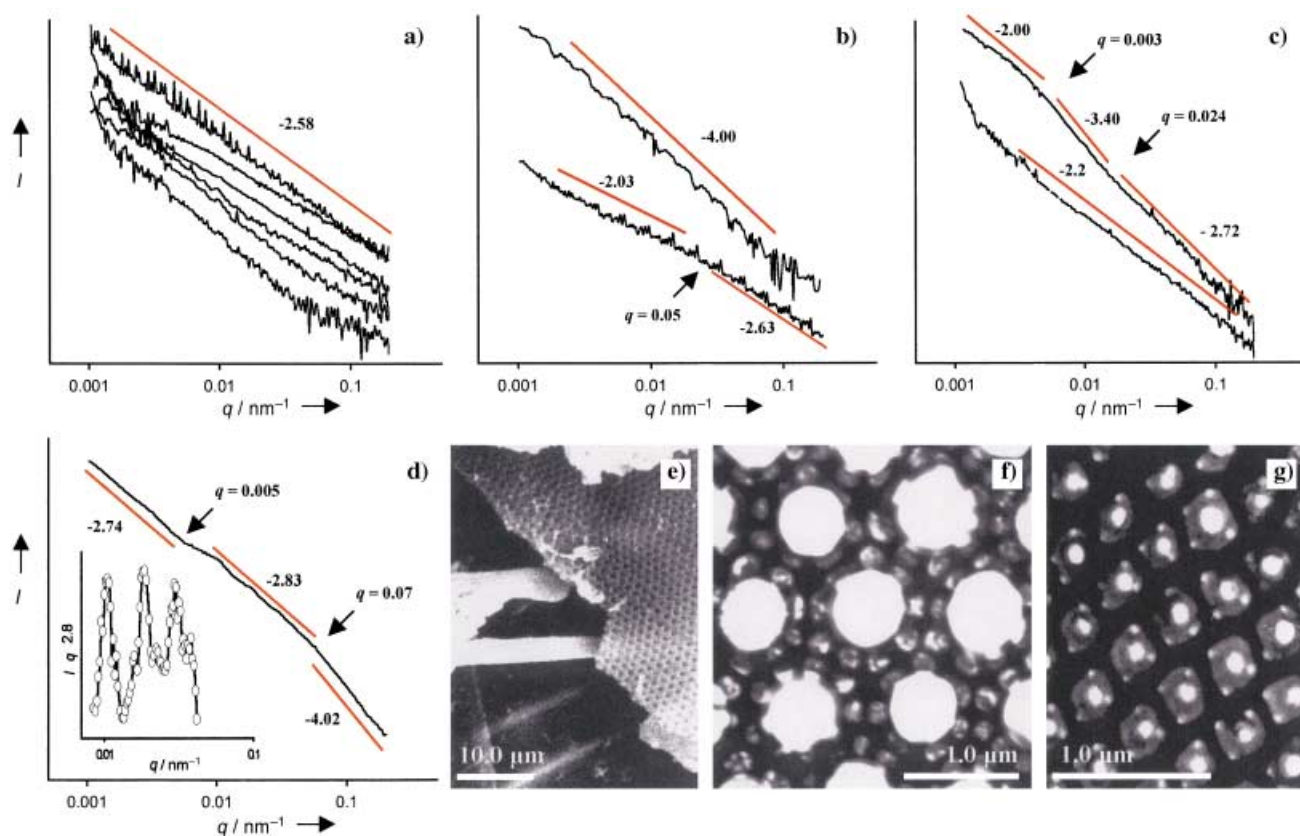 a)
-2.58
I
0.001 0.01 0.1
q / nm⁻¹
b)
-4.00
-2.03
q = 0.05
-2.63
0.001 0.01 0.1
q / nm⁻¹
c)
-2.00
q = 0.003
-3.40
q = 0.024
-2.2
- 2.72
0.001 0.01 0.1
q / nm⁻¹
d)
q = 0.005
-2.74
-2.83
q = 0.07
-4.02
I
I q 2.8
0.01 0.1
q / nm⁻¹
0.001 0.01 0.1
q / nm⁻¹
e)
10.0 µm
f)
1.0 µm
g)
1.0 µm